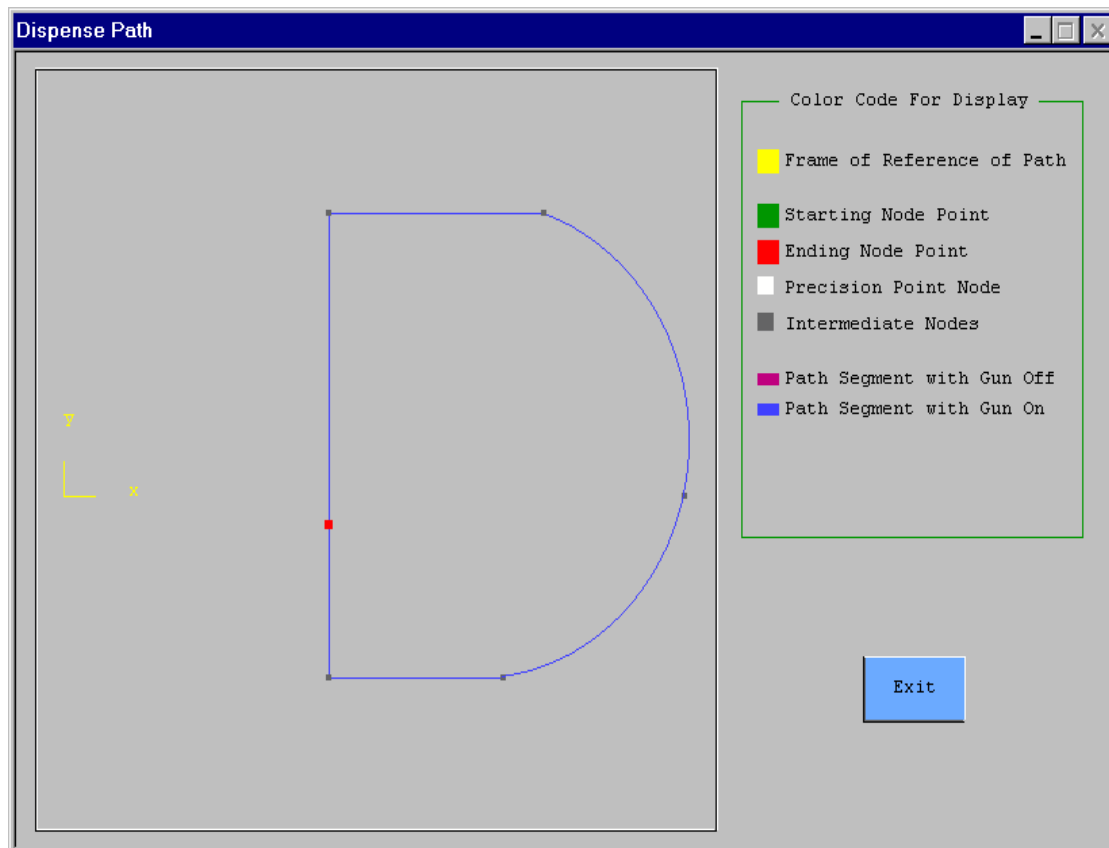 Dispense Path
Color Code For Display
Frame of Reference of Path
Starting Node Point
Ending Node Point
Precision Point Node
Intermediate Nodes
Path Segment with Gun Off
Path Segment with Gun On
y
x
Exit